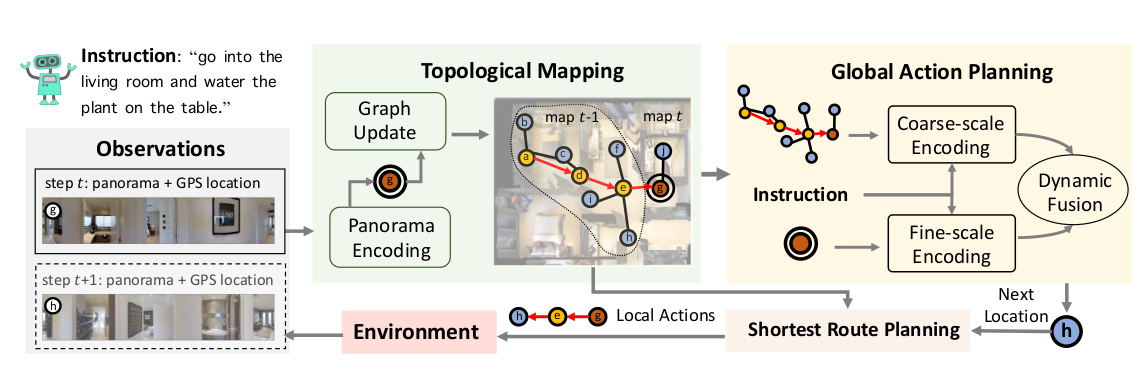 Instruction: “go into the
living room and water the
plant on the table.”
Observations
step t: panorama + GPS location
g
step t+1: panorama + GPS location
h
Topological Mapping
Graph
Update
g
Panorama
Encoding
map t-1
map t
b
a
c
d
f
e
i
h
j
g
Global Action Planning
Coarse-scale
Encoding
Instruction
Fine-scale
Encoding
Dynamic
Fusion
Next
Location
h
Shortest Route Planning
h
e
g
Local Actions
Environment